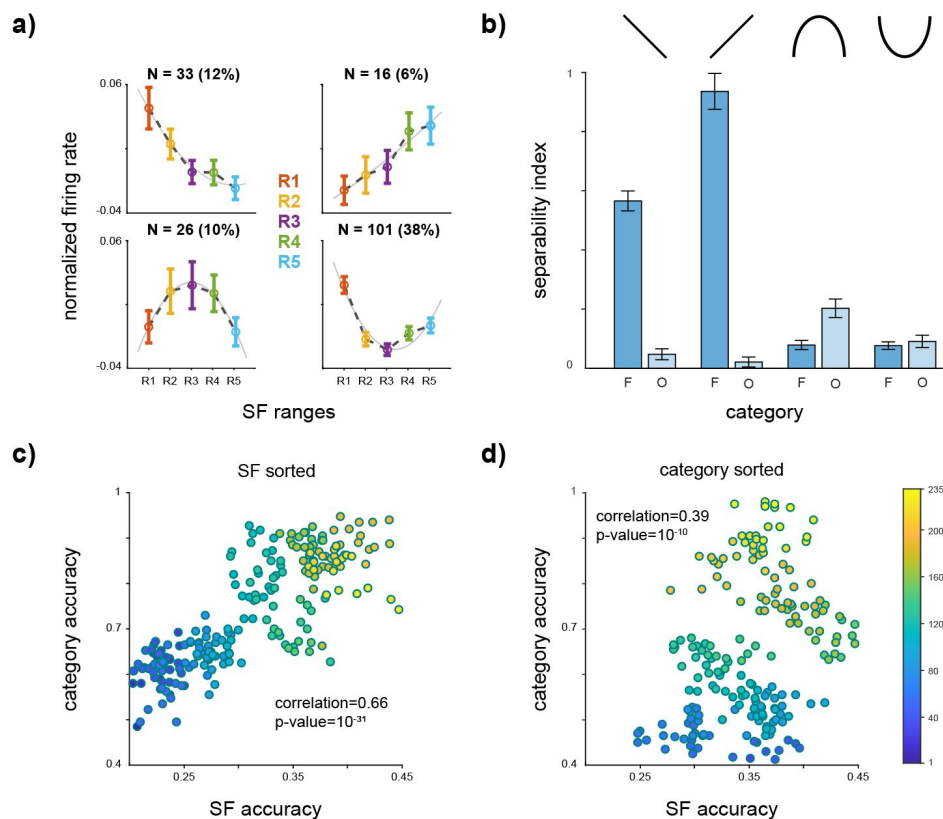 a)
N = 33 (12%)
N = 16 (6%)
0.06
-0.04
normalized firing rate
R1
R2
R3
R4
R5
N = 26 (10%)
N = 101 (38%)
0.06
-0.04
R1 R2 R3 R4 R5
R1 R2 R3 R4 R5
SF ranges
b)
1
0
separability index
F O F O F O F O
category
c)
SF sorted
1
0.7
0.4
category accuracy
correlation=0.66
p-value=10⁻³¹
0.25 0.35 0.45
SF accuracy
d)
category sorted
1
0.7
0.4
category accuracy
correlation=0.39
p-value=10⁻¹⁰
0.25 0.35 0.45
SF accuracy
235
200
160
120
80
40
1